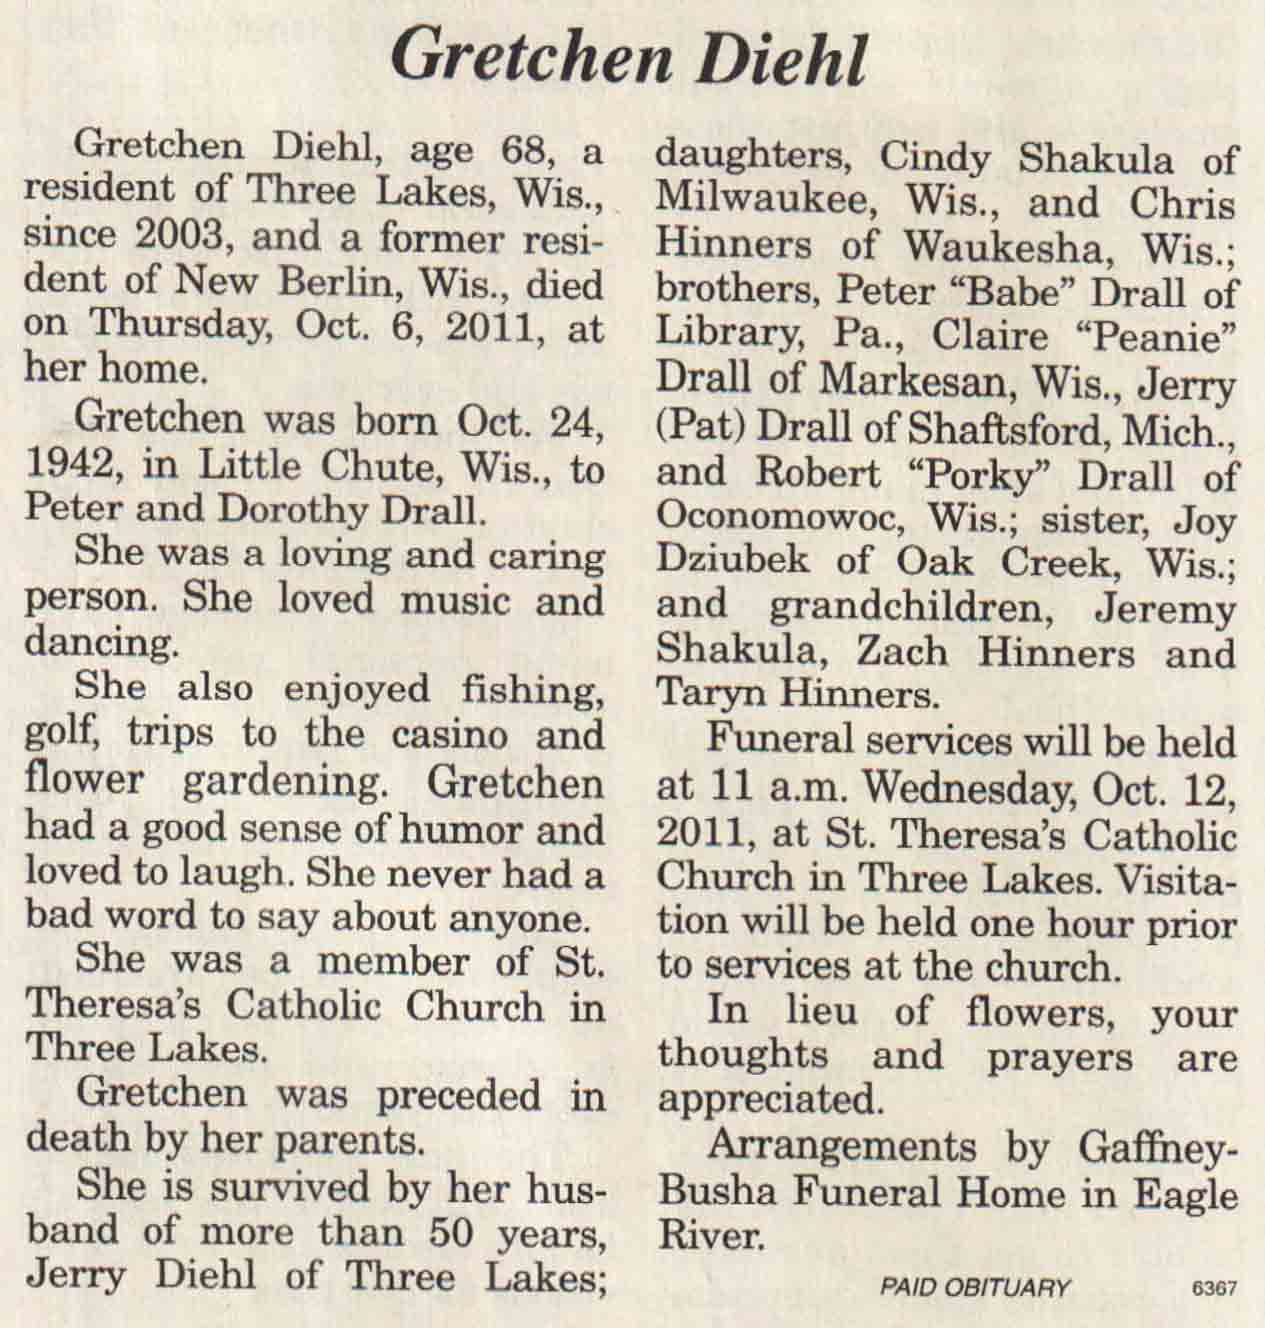 Gretchen Diehl
Gretchen Diehl, age 68, a
resident of Three Lakes, Wis.,
since 2003, and a former resi-
dent of New Berlin, Wis., died
on Thursday, Oct. 6, 2011, at
her home.
Gretchen was born Oct. 24,
1942, in Little Chute, Wis., to
Peter and Dorothy Drall.
She was a loving and caring
person. She loved music and
dancing.
She also enjoyed fishing,
golf, trips to the casino and
flower gardening. Gretchen
had a good sense of humor and
loved to laugh. She never had a
bad word to say about anyone.
She was a member of St.
Theresa's Catholic Church in
Three Lakes.
Gretchen was preceded in
death by her parents.
She is survived by her hus-
band of more than 50 years,
Jerry Diehl of Three Lakes;
daughters, Cindy Shakula of
Milwaukee, Wis., and Chris
Hinners of Waukesha, Wis.;
brothers, Peter “Babe” Drall of
Library, Pa., Claire “Peanie”
Drall of Markesan, Wis., Jerry
(Pat) Drall of Shaftsford, Mich.,
and Robert “Porky” Drall of
Oconomowoc, Wis.; sister, Joy
Dziubek of Oak Creek, Wis.;
and grandchildren, Jeremy
Shakula, Zach Hinners and
Taryn Hinners.
Funeral services will be held
at 11 a.m. Wednesday, Oct. 12,
2011, at St. Theresa's Catholic
Church in Three Lakes. Visita-
tion will be held one hour prior
to services at the church.
In lieu of flowers, your
thoughts and prayers are
appreciated.
Arrangements by Gaffney-
Busha Funeral Home in Eagle
River.
PAID OBITUARY 6367